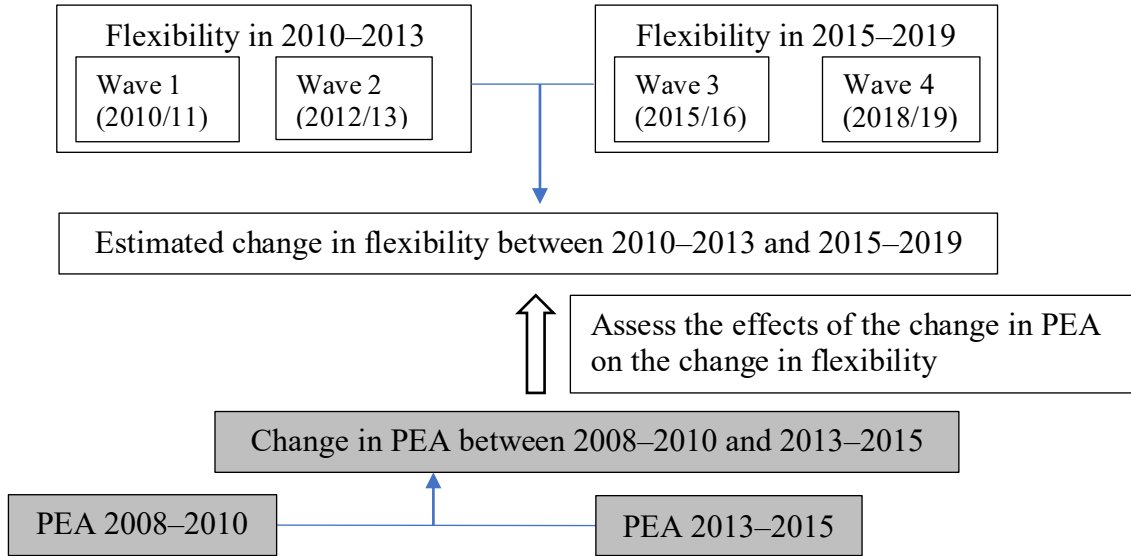 Flexibility in 2010–2013
Wave 1
(2010/11)
Wave 2
(2012/13)
Flexibility in 2015–2019
Wave 3
(2015/16)
Wave 4
(2018/19)
Estimated change in flexibility between 2010–2013 and 2015–2019
Assess the effects of the change in PEA
on the change in flexibility
Change in PEA between 2008–2010 and 2013–2015
PEA 2008–2010
PEA 2013–2015